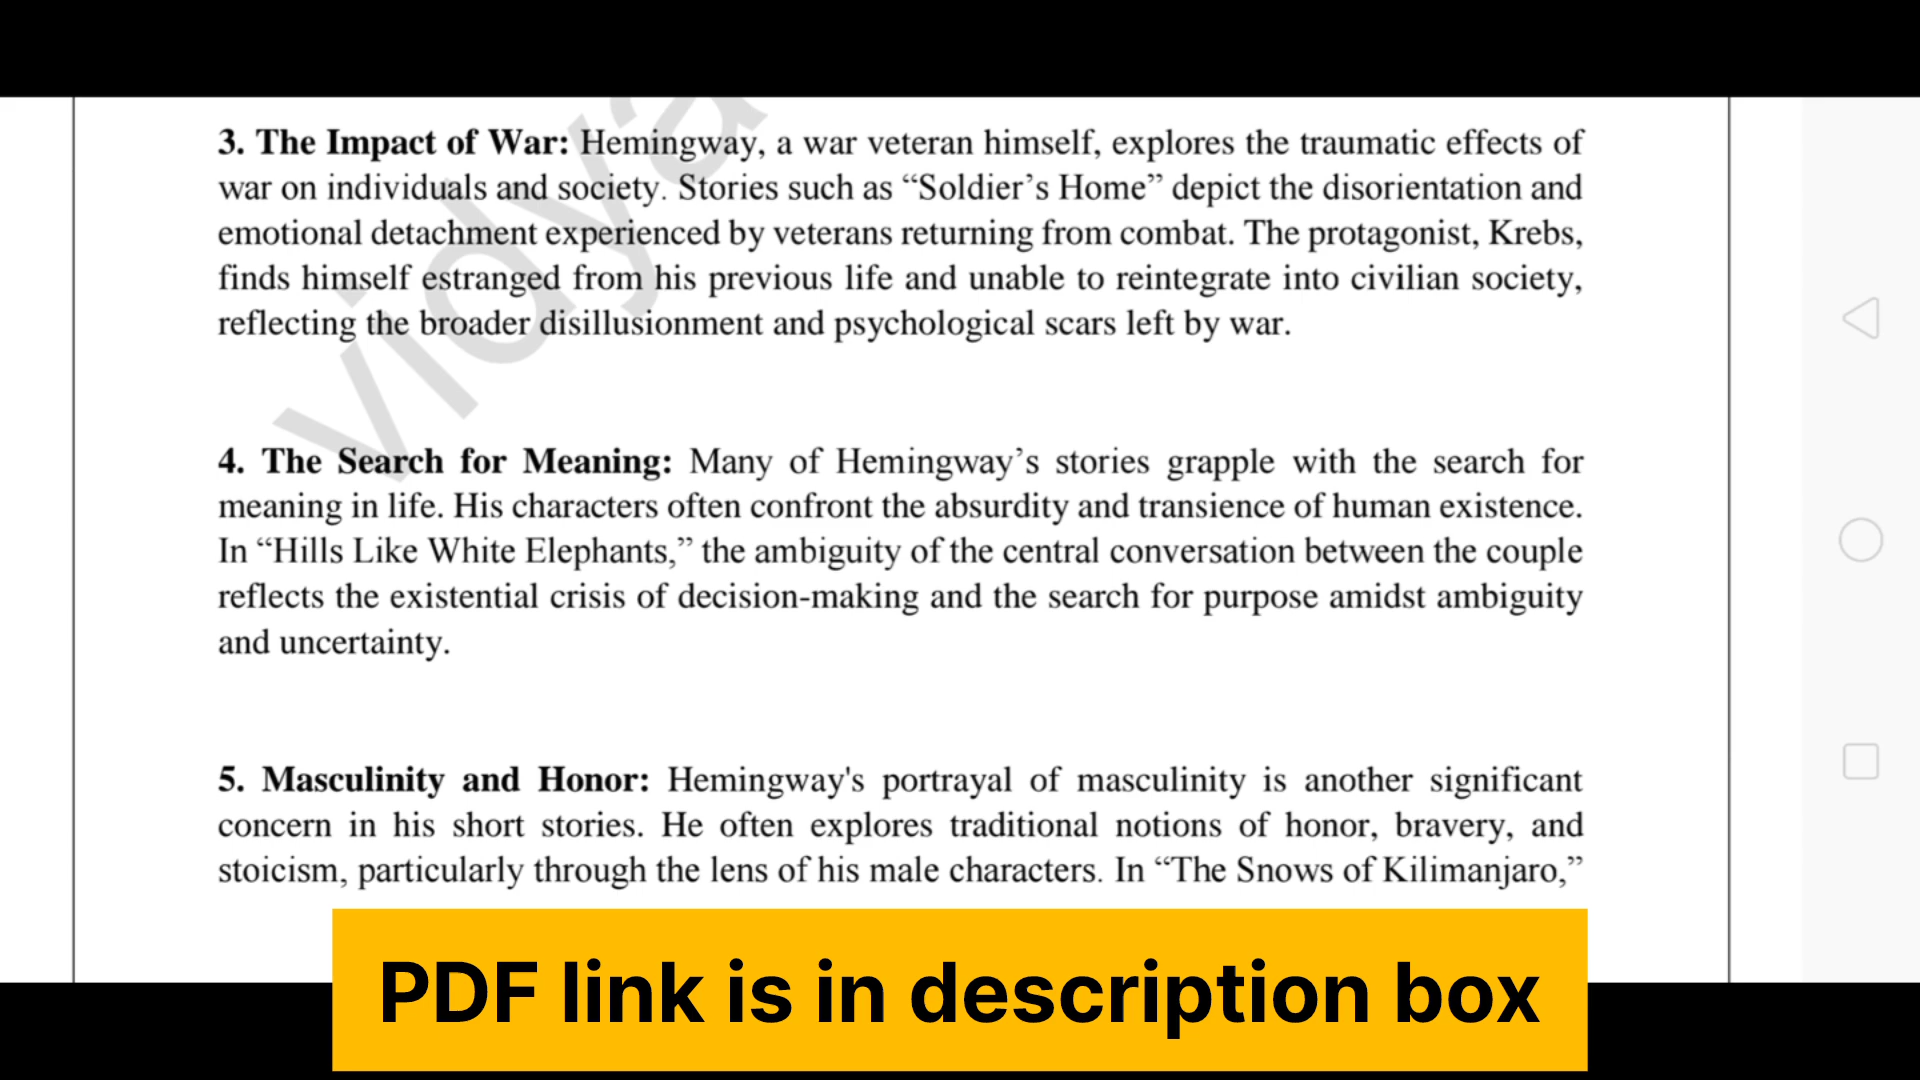 3. The Impact of War: Hemingway, a war veteran himself, explores the traumatic effects of
war on individuals and society. Stories such as “Soldier’s Home” depict the disorientation and
emotional detachment experienced by veterans returning from combat. The protagonist, Krebs,
finds himself estranged from his previous life and unable to reintegrate into civilian society,
reflecting the broader disillusionment and psychological scars left by war.
4. The Search for Meaning: Many of Hemingway’s stories grapple with the search for
meaning in life. His characters often confront the absurdity and transience of human existence.
In “Hills Like White Elephants,” the ambiguity of the central conversation between the couple
reflects the existential crisis of decision-making and the search for purpose amidst ambiguity
and uncertainty.
5. Masculinity and Honor: Hemingway's portrayal of masculinity is another significant
concern in his short stories. He often explores traditional notions of honor, bravery, and
stoicism, particularly through the lens of his male characters. In “The Snows of Kilimanjaro,”
PDF link is in description box
vidya